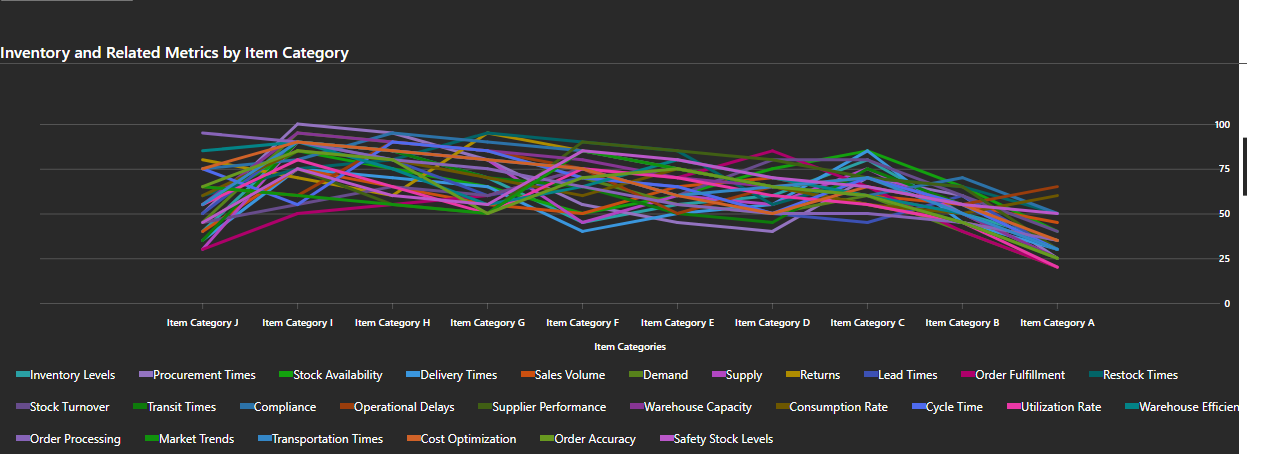 Inventory and Related Metrics by Item Category
100
75
50
25
0
Item Category J Item Category I Item Category H Item Category G Item Category F Item Category E Item Category D Item Category C Item Category B Item Category A
Item Categories
Inventory Levels Procurement Times Stock Availability Delivery Times Sales Volume Demand Supply Returns Lead Times Order Fulfillment Restock Times
Stock Turnover Transit Times Compliance Operational Delays Supplier Performance Warehouse Capacity Consumption Rate Cycle Time Utilization Rate Warehouse Efficien
Order Processing Market Trends Transportation Times Cost Optimization Order Accuracy Safety Stock Levels